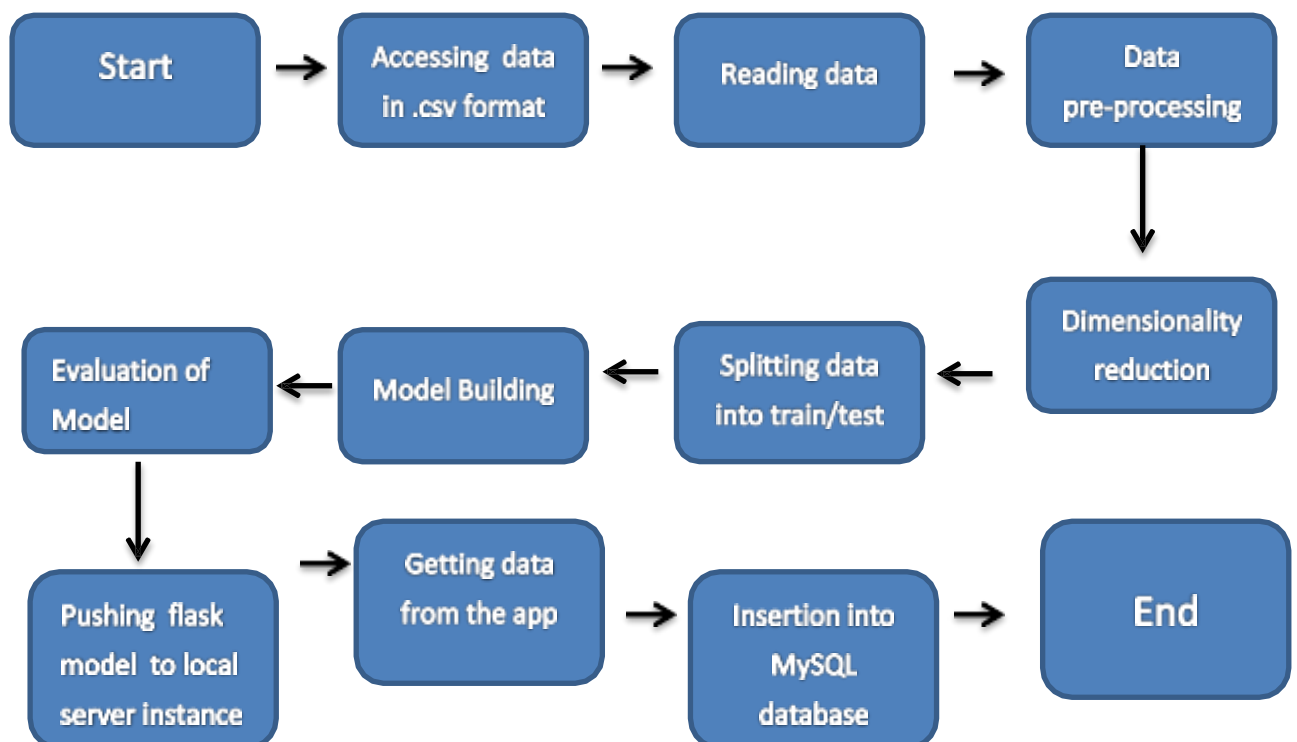 Start
Accessing data
in .csv format
Reading data
Data
pre-processing
Dimensionality
reduction
Splitting data
into train/test
Model Building
Evaluation of
Model
Pushing flask
model to local
server instance
Getting data
from the app
Insertion into
MySQL
database
End